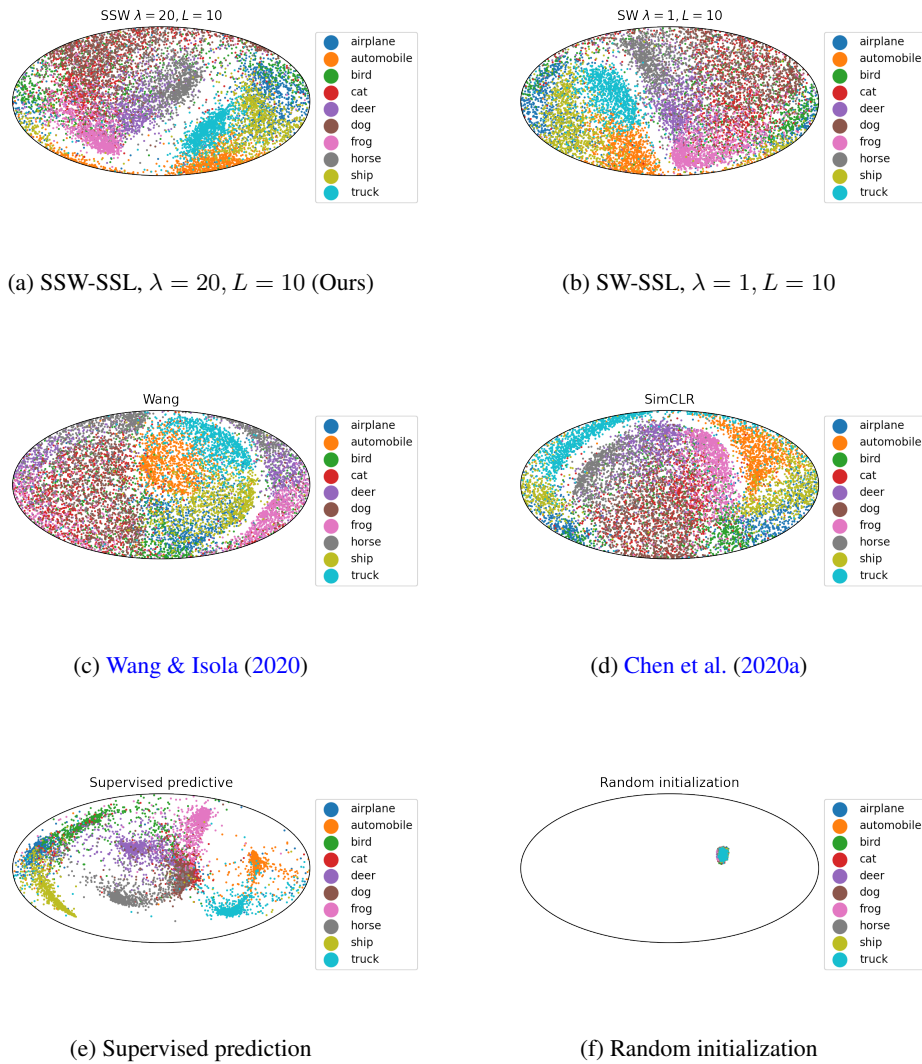 SSW λ = 20, L = 10
airplane
automobile
bird
cat
deer
dog
frog
horse
ship
truck
(a) SSW-SSL, λ = 20, L = 10 (Ours)
SW λ = 1, L = 10
airplane
automobile
bird
cat
deer
dog
frog
horse
ship
truck
(b) SW-SSL, λ = 1, L = 10
Wang
airplane
automobile
bird
cat
deer
dog
frog
horse
ship
truck
(c) Wang & Isola (2020)
SimCLR
airplane
automobile
bird
cat
deer
dog
frog
horse
ship
truck
(d) Chen et al. (2020a)
Supervised predictive
airplane
automobile
bird
cat
deer
dog
frog
horse
ship
truck
(e) Supervised prediction
Random initialization
airplane
automobile
bird
cat
deer
dog
frog
horse
ship
truck
(f) Random initialization